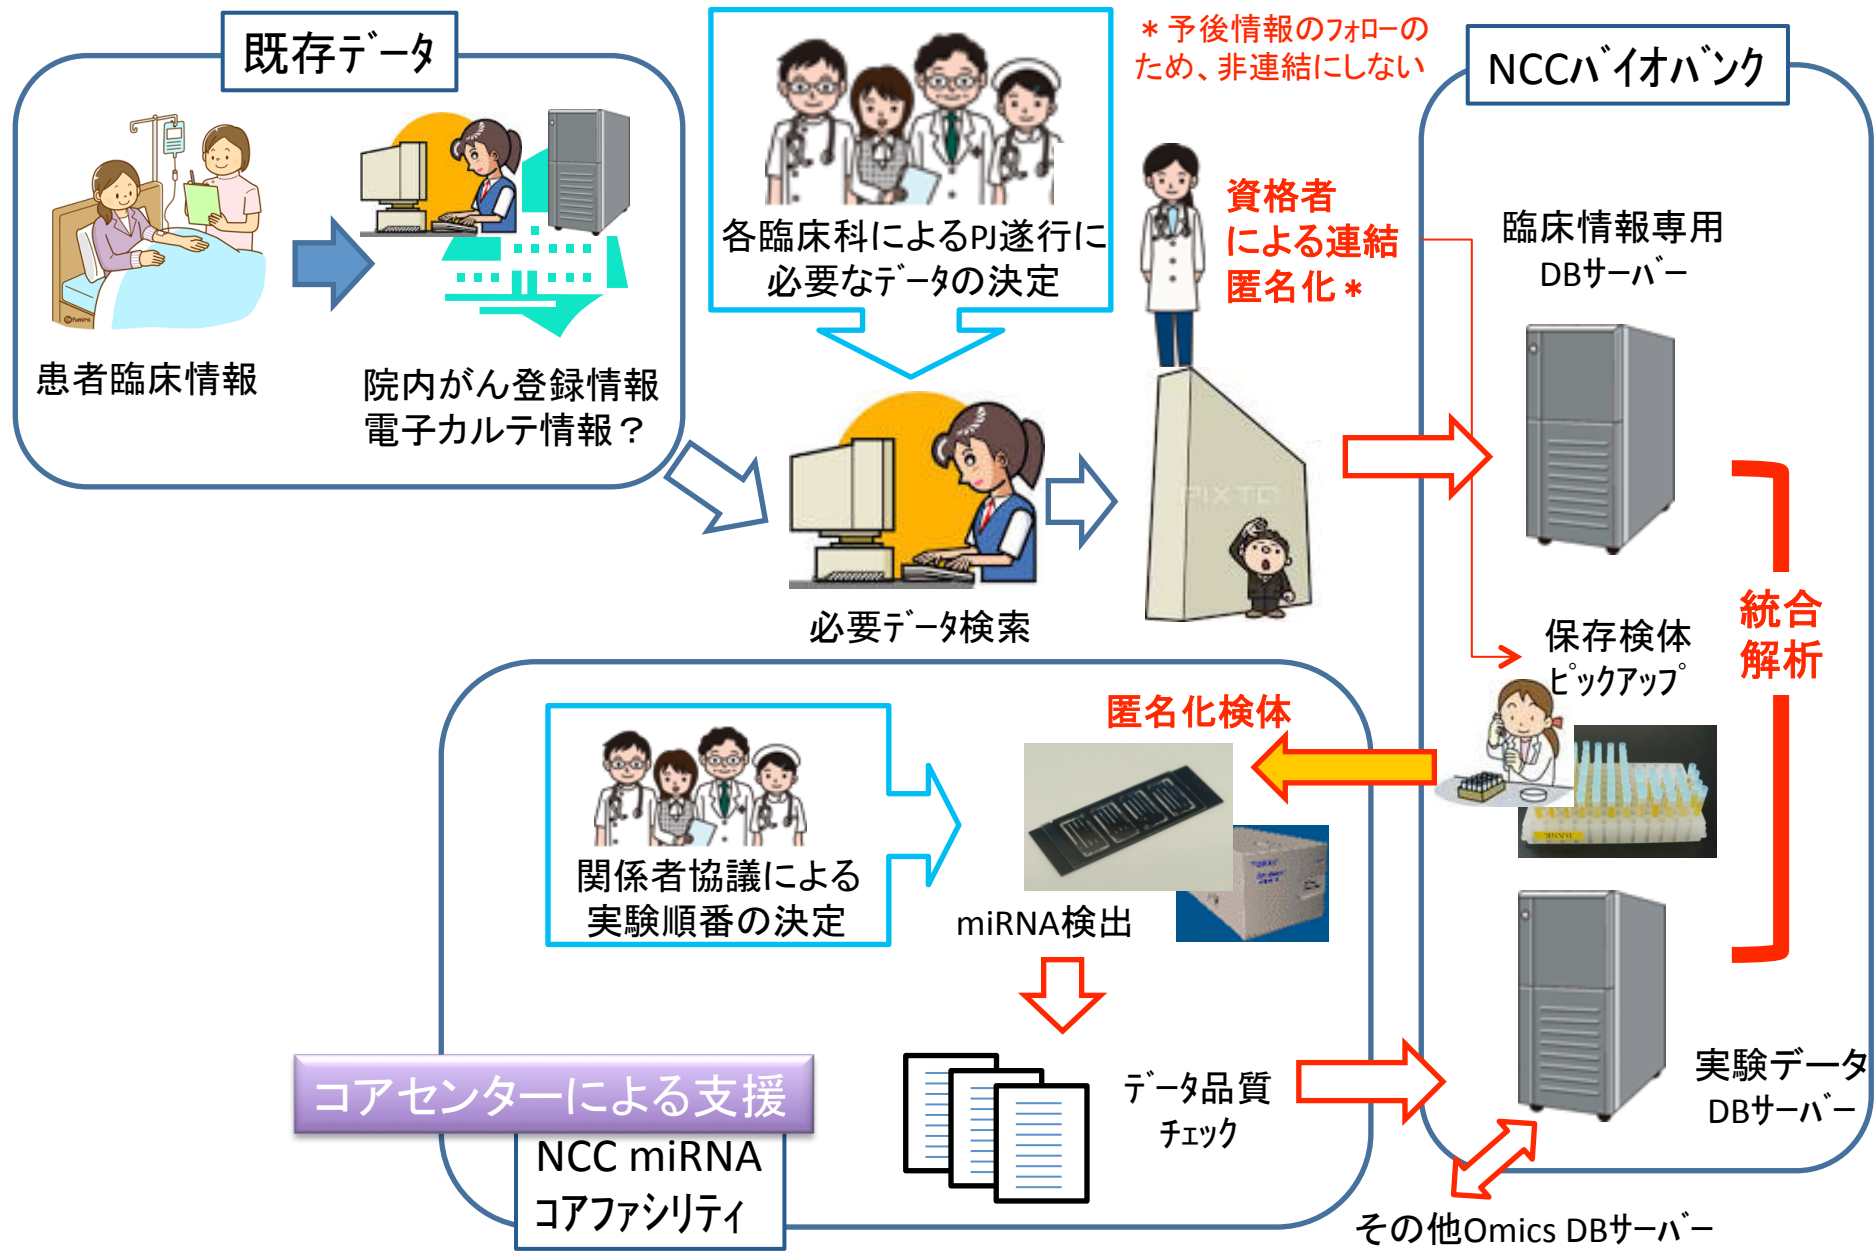 既存ﾃﾞｰﾀ
患者臨床情報
院内がん登録情報
電子カルテ情報？
©fumira
各臨床科によるPJ遂行に
必要なﾃﾞｰﾀの決定
必要ﾃﾞｰﾀ検索
＊予後情報のﾌｫﾛｰの
ため、非連結にしない
資格者
による連結
匿名化＊
PIXTA
NCCﾊﾞｲｵﾊﾞﾝｸ
臨床情報専用
DBｻｰﾊﾞｰ
保存検体
ﾋﾟｯｸｱｯﾌﾟ
BANK
統合
解析
匿名化検体
関係者協議による
実験順番の決定
miRNA検出
ﾃﾞｰﾀ品質
ﾁｪｯｸ
実験データ
DBｻｰﾊﾞｰ
コアセンターによる支援
NCC miRNA
ｺｱﾌｧｼﾘﾃｨ
その他Omics DBｻｰﾊﾞｰ